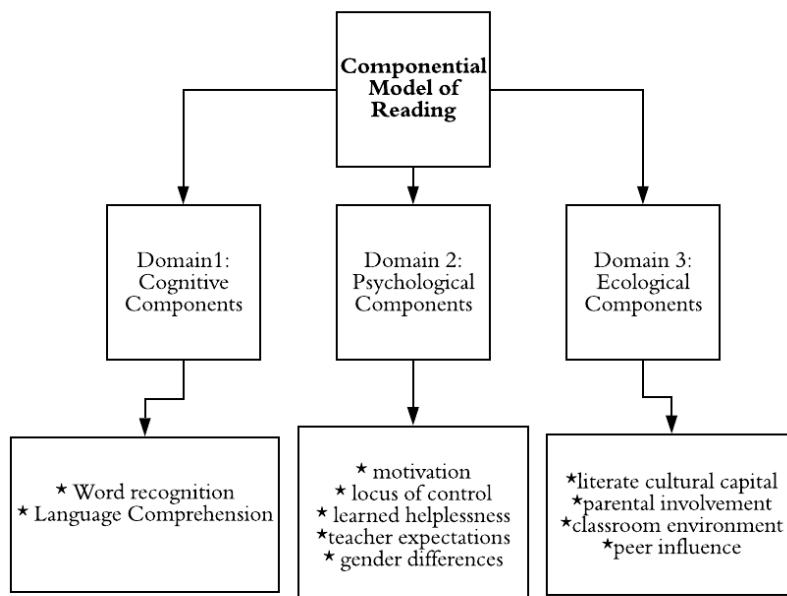 Componential
Model of
Reading
Domain1:
Cognitive
Components
Domain 2:
Psychological
Components
Domain 3:
Ecological
Components
★ Word recognition
★ Language Comprehension
★ motivation
★ locus of control
★ learned helplessness
★teacher expectations
★ gender differences
★literate cultural capital
★parental involvement
★classroom environment
★peer influence